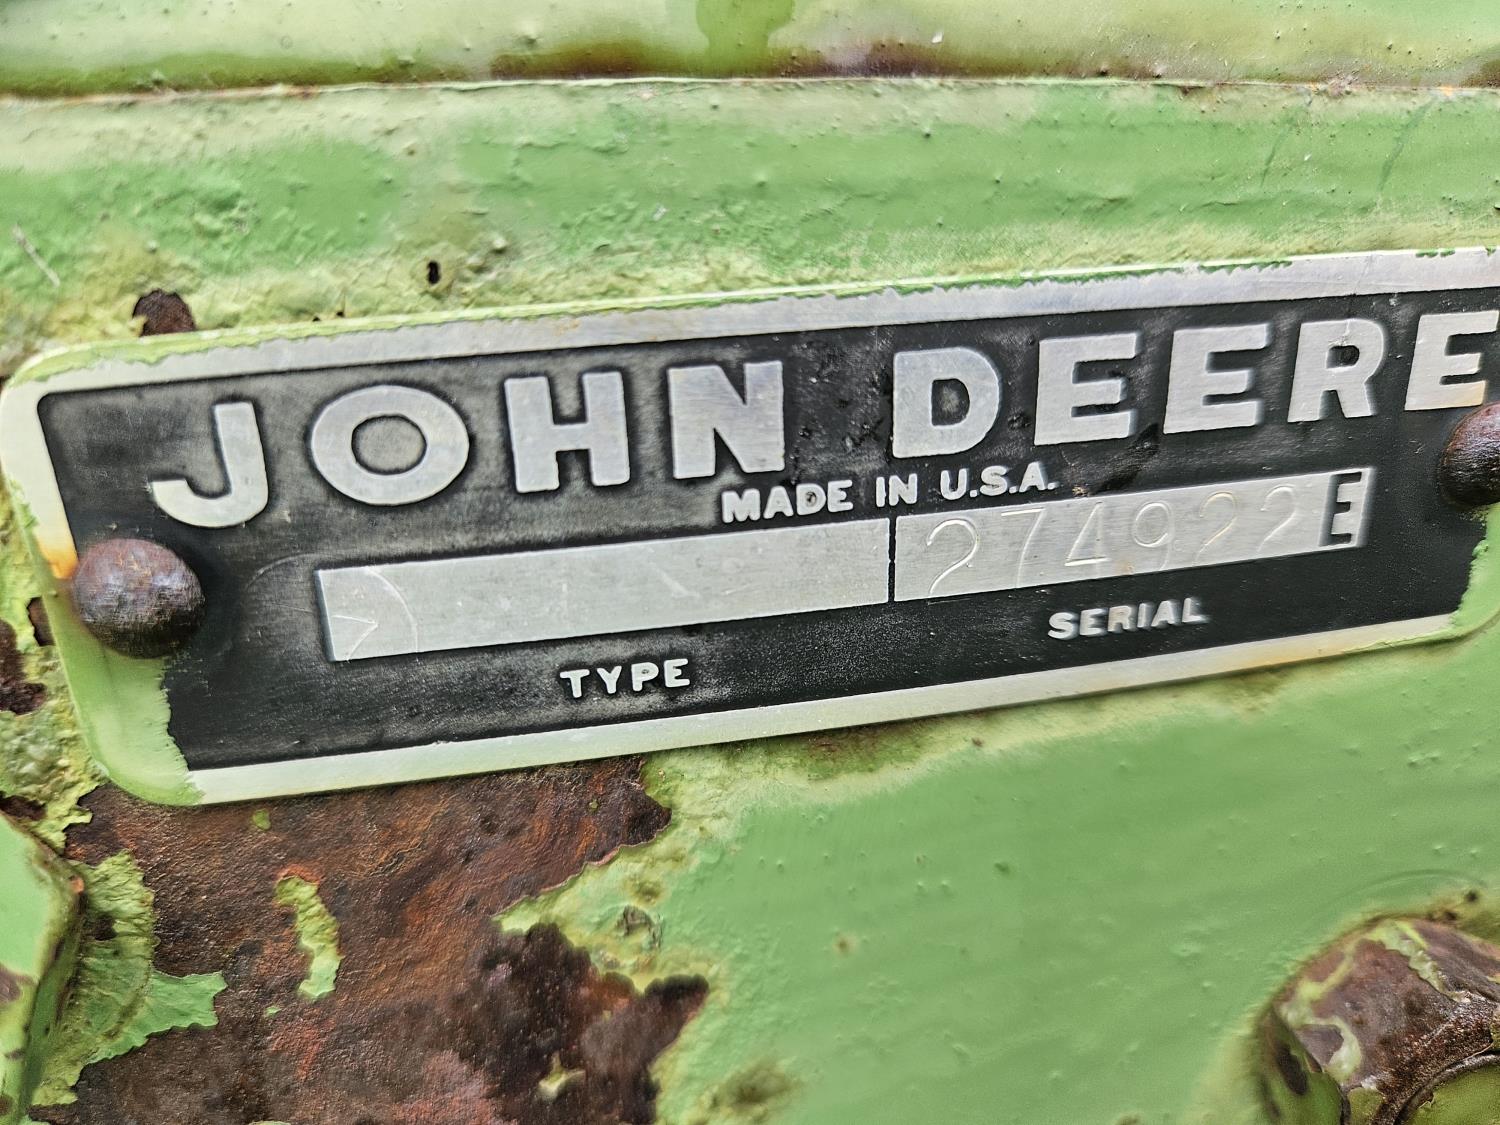 JOHN DEERE
MADE IN U.S.A.
274922E
TYPE SERIAL